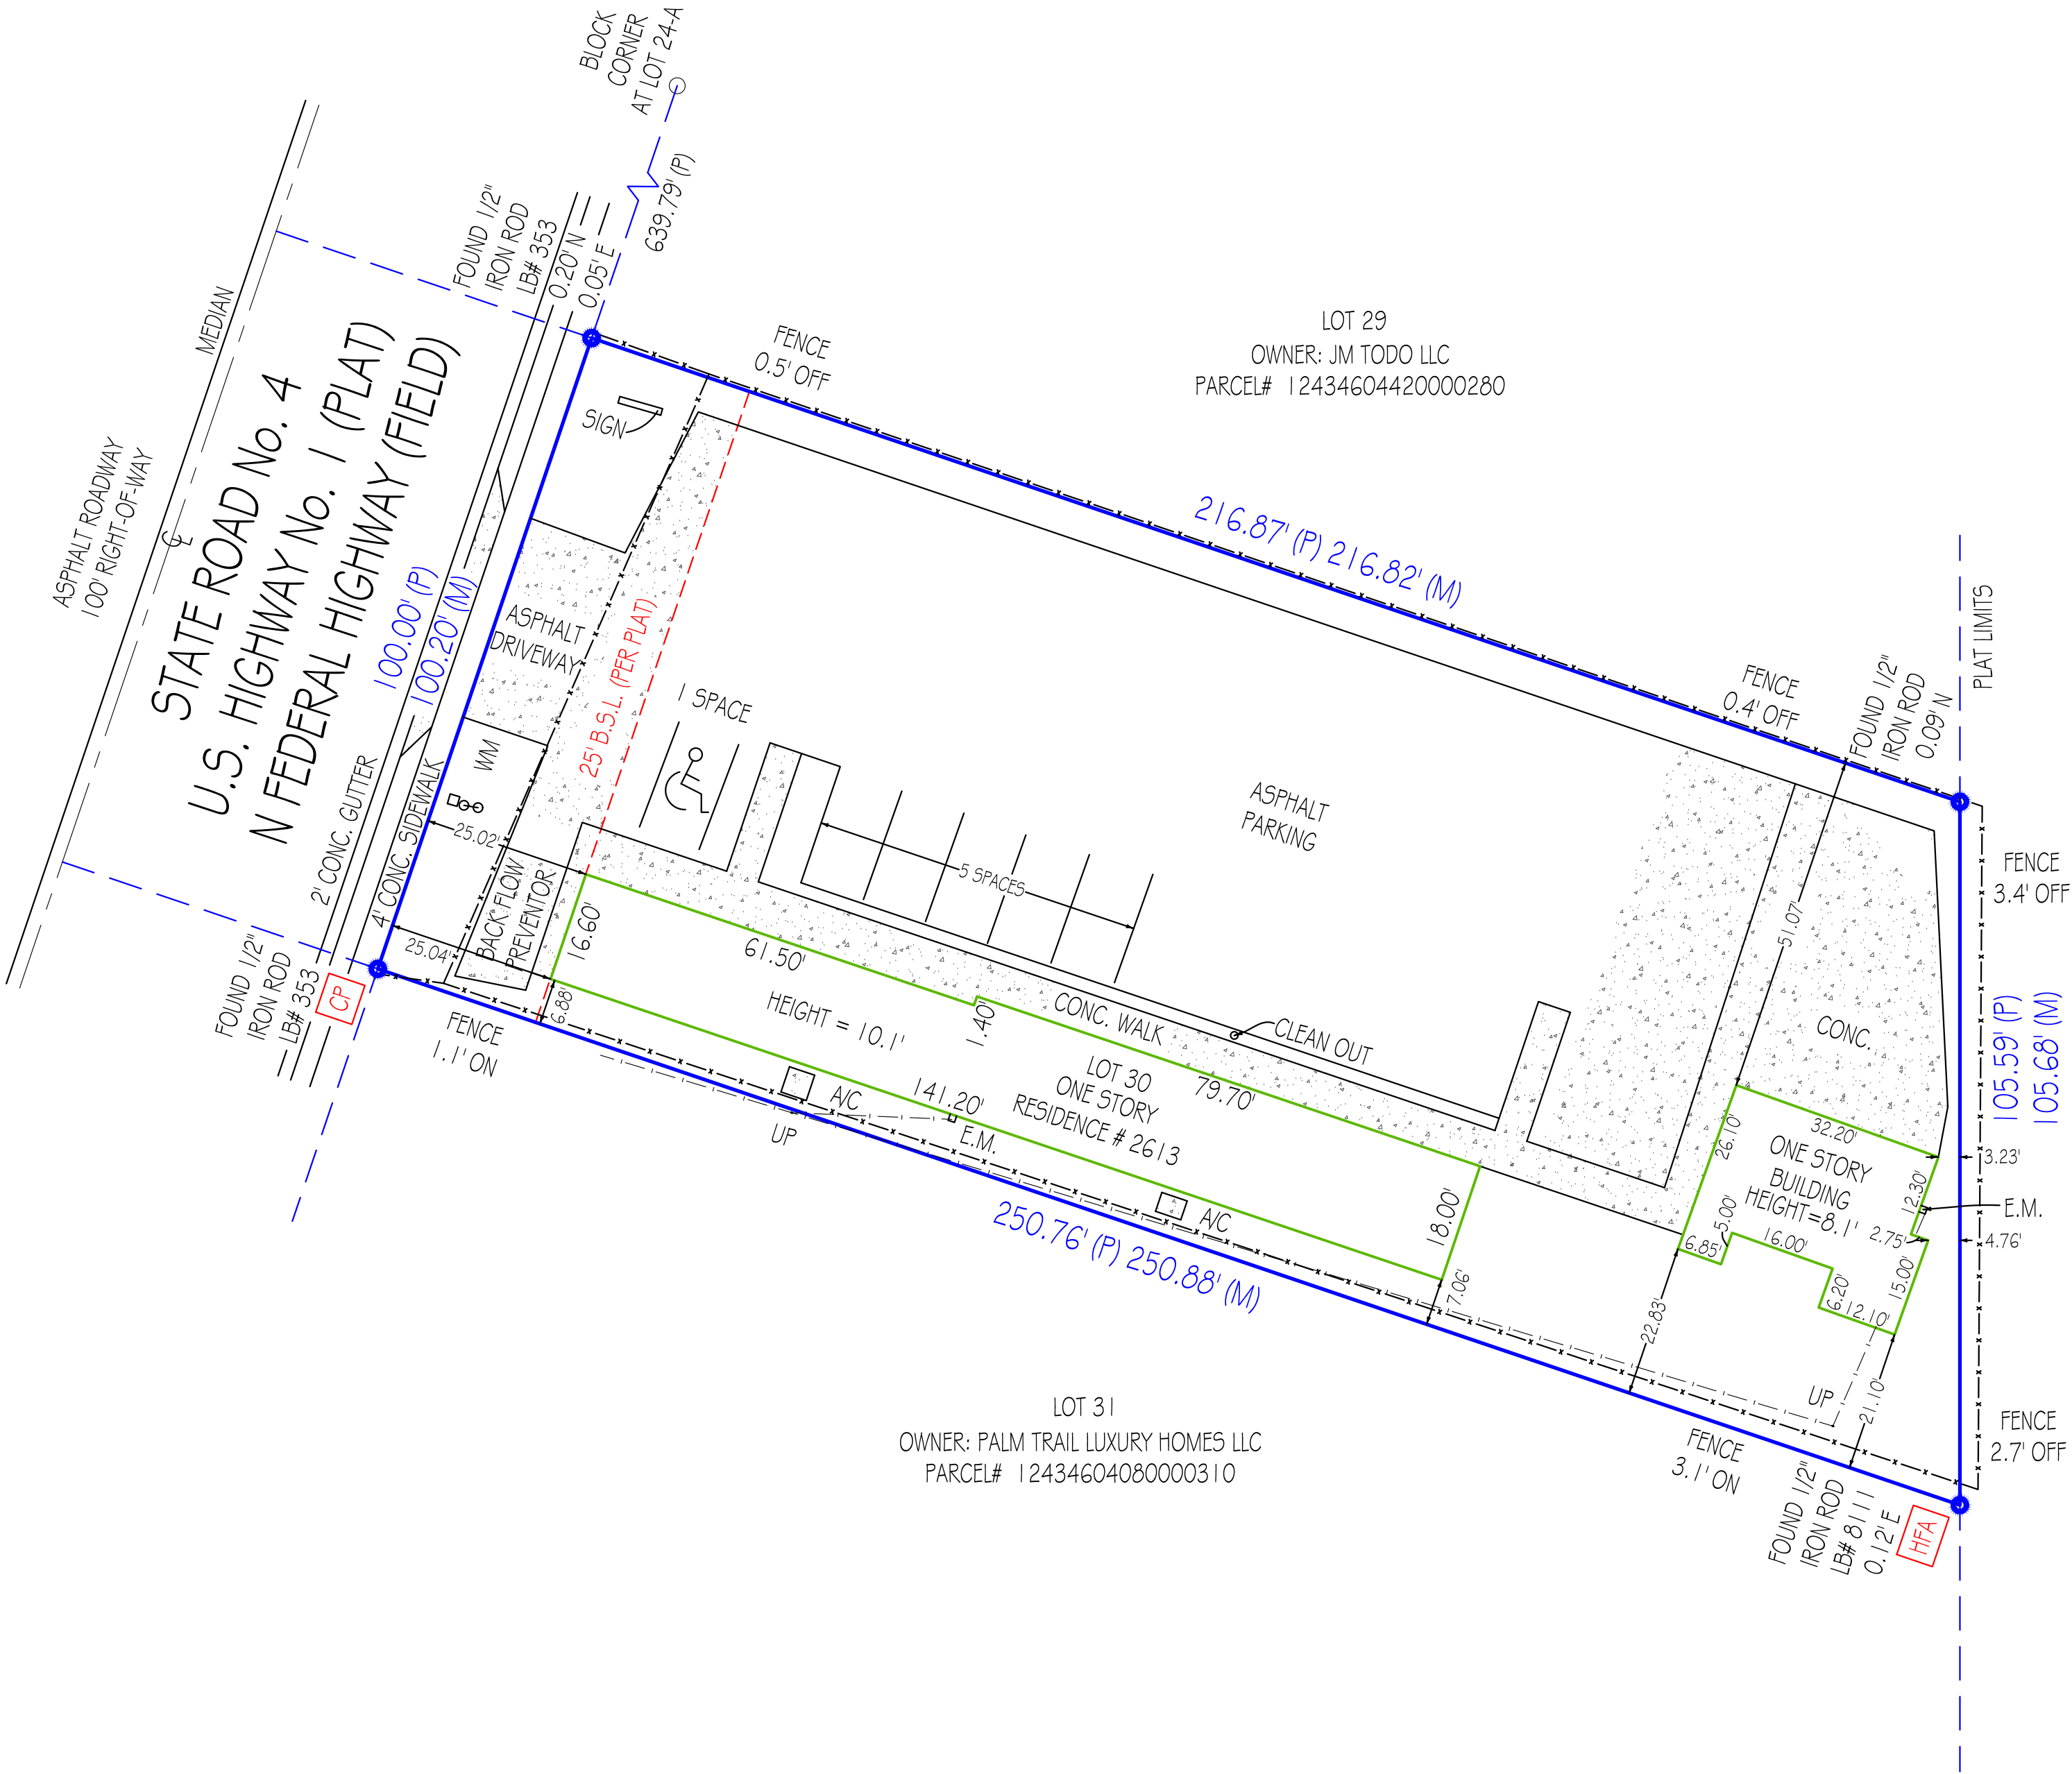 BLOCK
CORNER
AT LOT 24-A
639.79' (P)
FOUND 1/2"
IRON ROD
LB# 353
0.20' N
0.05' E
MEDIAN
ASPHALT ROADWAY
100' RIGHT-OF-WAY
CL
STATE ROAD No. 4
U.S. HIGHWAY No. 1 (PLAT)
N FEDERAL HIGHWAY (FIELD)
100.00' (P)
100.20' (M)
2' CONC. GUTTER
4' CONC. SIDEWALK
FENCE
0.5' OFF
SIGN
LOT 29
OWNER: JM TODO LLC
PARCEL# 12434604420000280
216.87' (P) 216.82' (M)
ASPHALT
DRIVEWAY
25' B.S.L. (PER PLAT)
1 SPACE
WM
25.02'
BACK FLOW
PREVENTOR
25.04'
16.60'
6.88'
5 SPACES
ASPHALT
PARKING
FENCE
0.4' OFF
FOUND 1/2"
IRON ROD
0.09' N
PLAT LIMITS
FENCE
3.4' OFF
51.07'
CONC.
105.59' (P)
105.68' (M)
61.50'
HEIGHT = 10.1'
1.40'
CONC. WALK
CLEAN OUT
LOT 30
ONE STORY
RESIDENCE # 2613
79.70'
141.20'
A/C
E.M.
UP
A/C
18.00'
7.06'
250.76' (P) 250.88' (M)
26.10'
32.20'
ONE STORY
BUILDING
HEIGHT=8.1'
12.30'
3.23'
E.M.
2.75'
4.76'
5.00'
6.85'
16.00'
15.00'
6.20'
12.10'
22.83'
21.10'
UP
FOUND 1/2"
IRON ROD
LB# 353
CP
FENCE
1.1' ON
LOT 31
OWNER: PALM TRAIL LUXURY HOMES LLC
PARCEL# 12434604080000310
FENCE
3.1' ON
FENCE
2.7' OFF
FOUND 1/2"
IRON ROD
LB# 8111
0.12' E
HFA